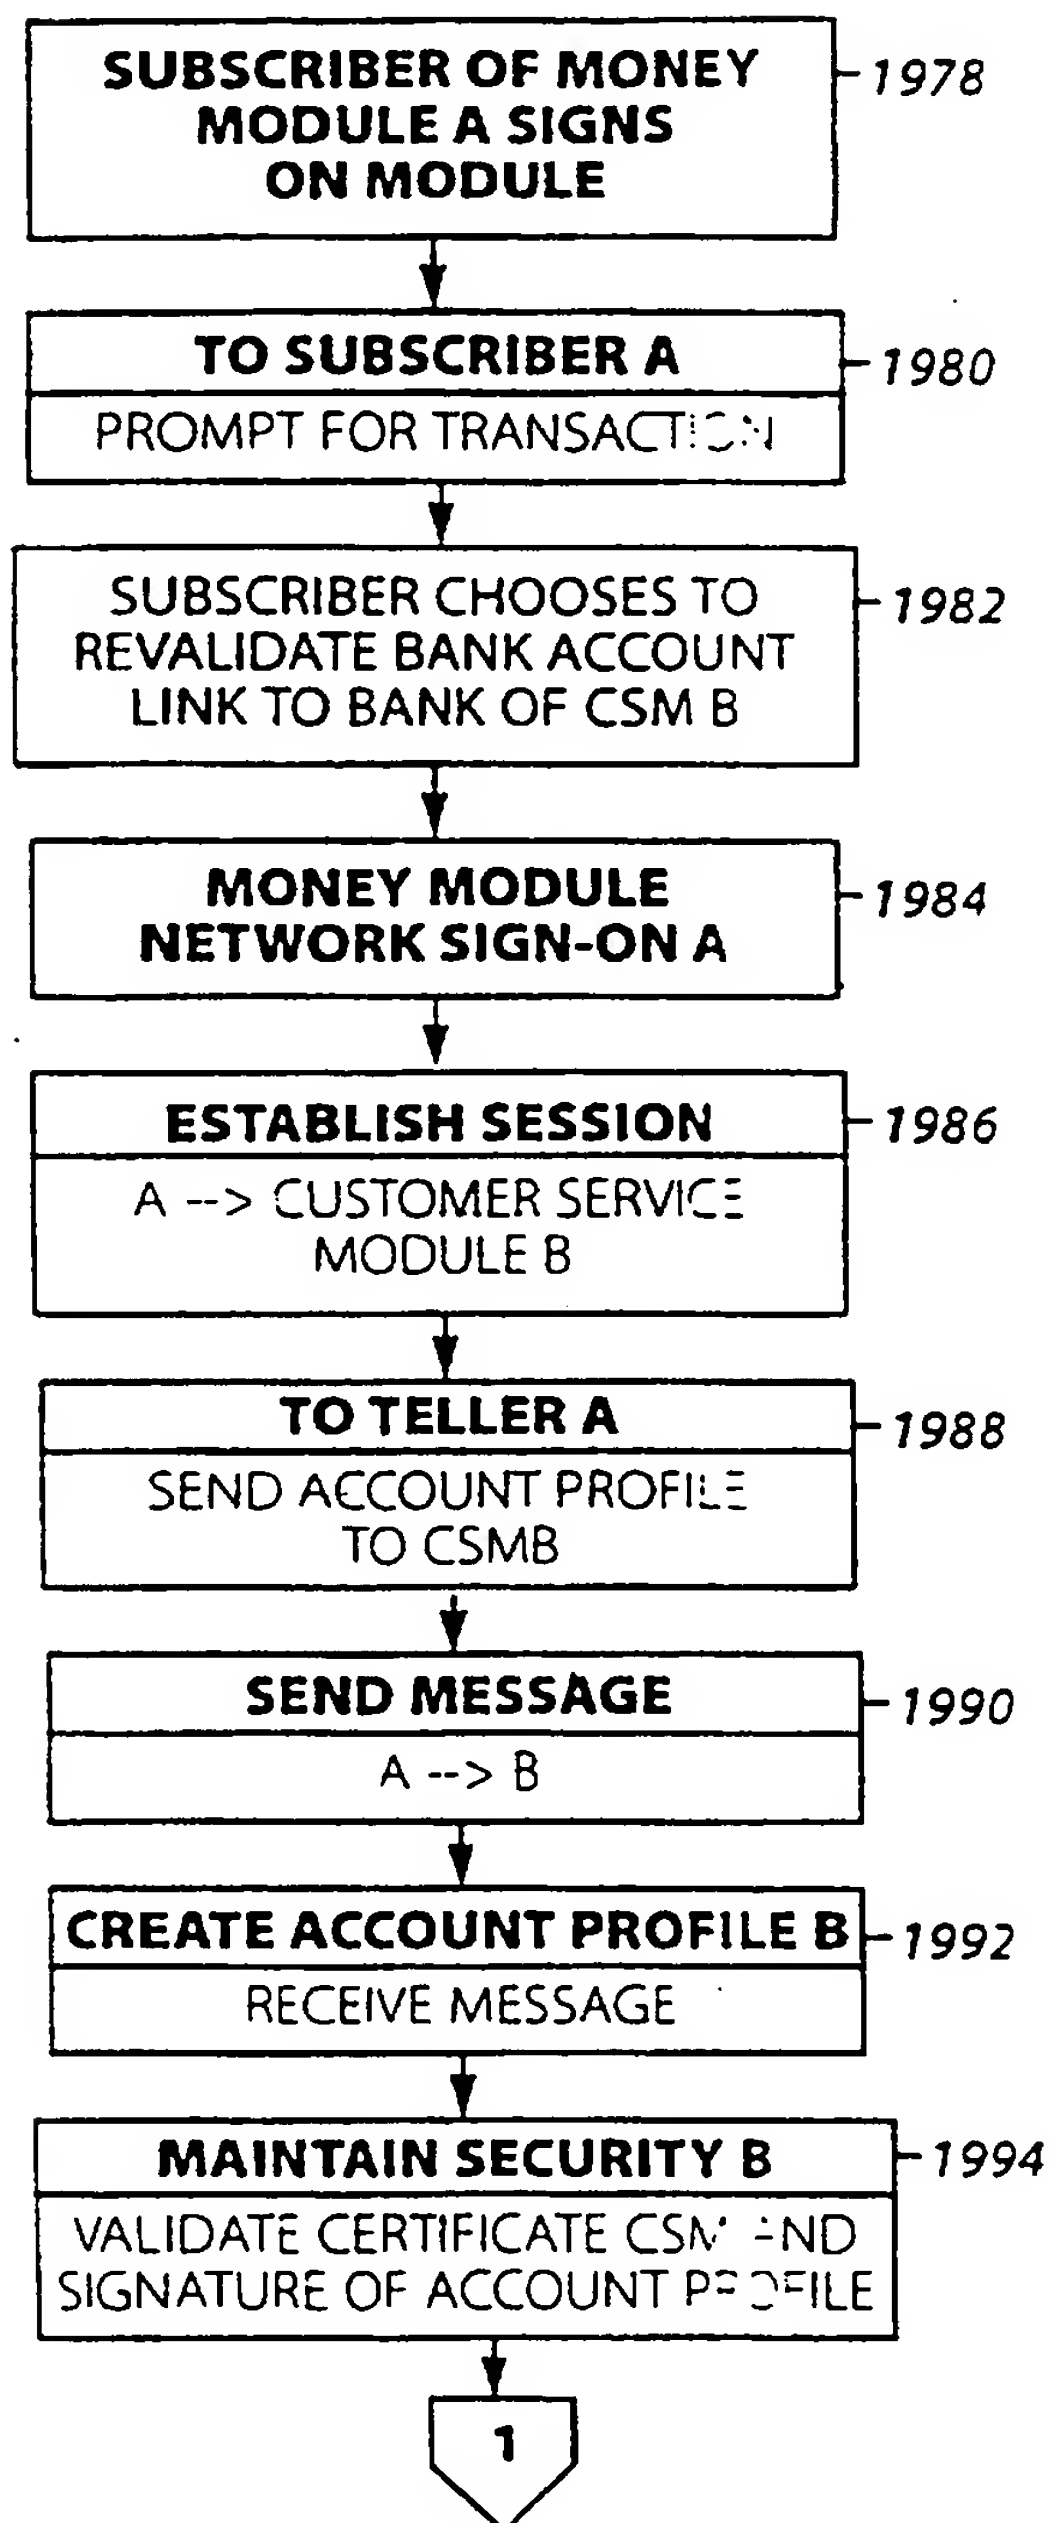 SUBSCRIBER OF MONEY
MODULE A SIGNS
ON MODULE
1978
TO SUBSCRIBER A
1980
PROMPT FOR TRANSACTION
SUBSCRIBER CHOOSES TO
REVALIDATE BANK ACCOUNT
LINK TO BANK OF CSM B
1982
MONEY MODULE
NETWORK SIGN-ON A
1984
ESTABLISH SESSION
1986
A --> CUSTOMER SERVICE
MODULE B
TO TELLER A
1988
SEND ACCOUNT PROFILE
TO CSMB
SEND MESSAGE
1990
A --> B
CREATE ACCOUNT PROFILE B
1992
RECEIVE MESSAGE
MAINTAIN SECURITY B
1994
VALIDATE CERTIFICATE CSM AND
SIGNATURE OF ACCOUNT PROFILE
1